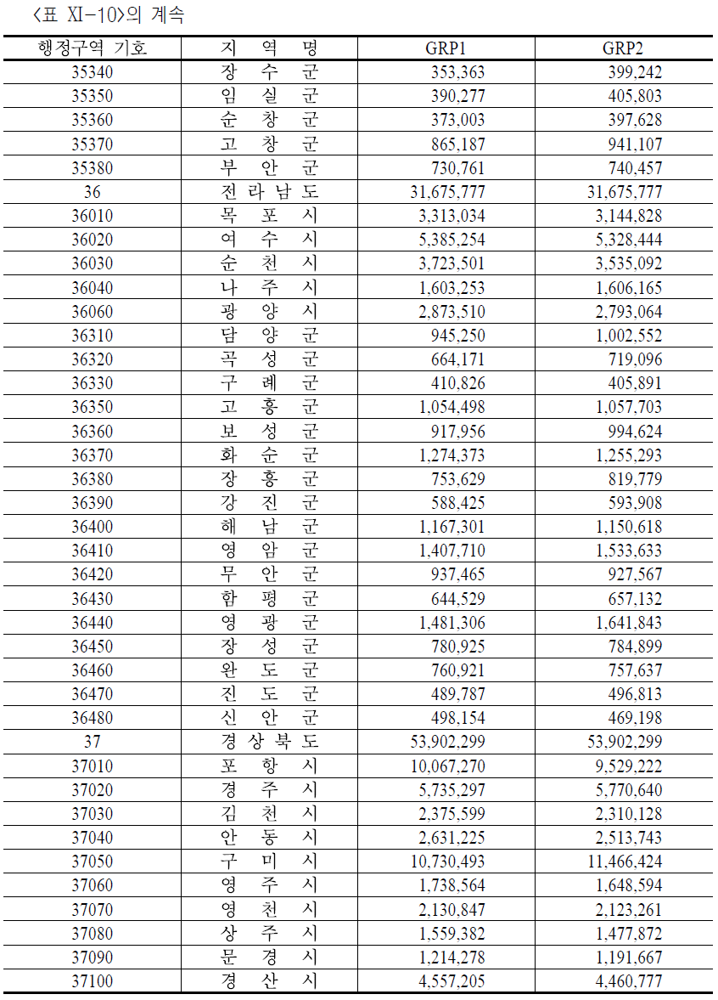 <표 XI-10>의 계속
행정구역 기호 지 역 명 GRP1 GRP2
35340 장 수 군 353,363 399,242
35350 임 실 군 390,277 405,803
35360 순 창 군 373,003 397,628
35370 고 창 군 865,187 941,107
35380 부 안 군 730,761 740,457
36 전 라 남 도 31,675,777 31,675,777
36010 목 포 시 3,313,034 3,144,828
36020 여 수 시 5,385,254 5,328,444
36030 순 천 시 3,723,501 3,535,092
36040 나 주 시 1,603,253 1,606,165
36060 광 양 시 2,873,510 2,793,064
36310 담 양 군 945,250 1,002,552
36320 곡 성 군 664,171 719,096
36330 구 례 군 410,826 405,891
36350 고 흥 군 1,054,498 1,057,703
36360 보 성 군 917,956 994,624
36370 화 순 군 1,274,373 1,255,293
36380 장 흥 군 753,629 819,779
36390 강 진 군 588,425 593,908
36400 해 남 군 1,167,301 1,150,618
36410 영 암 군 1,407,710 1,533,633
36420 무 안 군 937,465 927,567
36430 함 평 군 644,529 657,132
36440 영 광 군 1,481,306 1,641,843
36450 장 성 군 780,925 784,899
36460 완 도 군 760,921 757,637
36470 진 도 군 489,787 496,813
36480 신 안 군 498,154 469,198
37 경 상 북 도 53,902,299 53,902,299
37010 포 항 시 10,067,270 9,529,222
37020 경 주 시 5,735,297 5,770,640
37030 김 천 시 2,375,599 2,310,128
37040 안 동 시 2,631,225 2,513,743
37050 구 미 시 10,730,493 11,466,424
37060 영 주 시 1,738,564 1,648,594
37070 영 천 시 2,130,847 2,123,261
37080 상 주 시 1,559,382 1,477,872
37090 문 경 시 1,214,278 1,191,667
37100 경 산 시 4,557,205 4,460,777